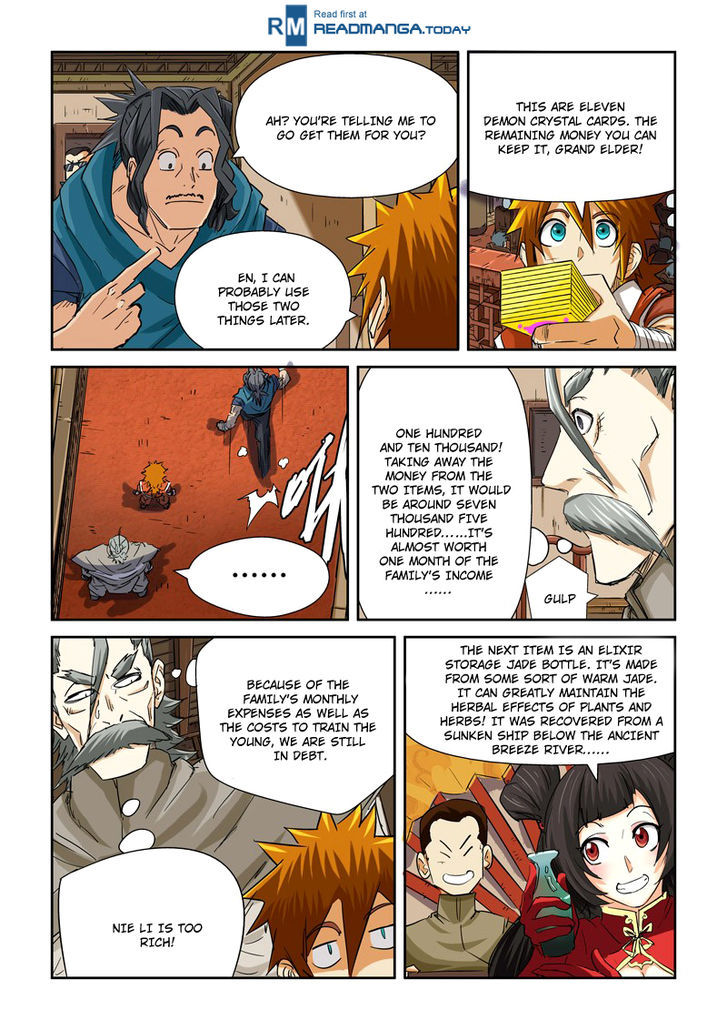 Read first at
RM READMANGA.TODAY
AH? YOU'RE TELLING ME TO
GO GET THEM FOR YOU?
EN, I CAN
PROBABLY USE
THOSE TWO
THINGS LATER.
THIS ARE ELEVEN
DEMON CRYSTAL CARDS. THE
REMAINING MONEY YOU CAN
KEEP IT, GRAND ELDER!
......
ONE HUNDRED
AND TEN THOUSAND!
TAKING AWAY THE
MONEY FROM THE
TWO ITEMS, IT WOULD
BE AROUND SEVEN
THOUSAND FIVE
HUNDRED......IT'S
ALMOST WORTH
ONE MONTH OF THE
FAMILY'S INCOME
......
GULP
BECAUSE OF THE
FAMILY'S MONTHLY
EXPENSES AS WELL AS
THE COSTS TO TRAIN THE
YOUNG, WE ARE STILL
IN DEBT.
NIE LI IS TOO
RICH!
THE NEXT ITEM IS AN ELIXIR
STORAGE JADE BOTTLE. IT'S MADE
FROM SOME SORT OF WARM JADE.
IT CAN GREATLY MAINTAIN THE
HERBAL EFFECTS OF PLANTS AND
HERBS! IT WAS RECOVERED FROM A
SUNKEN SHIP BELOW THE ANCIENT
BREEZE RIVER......